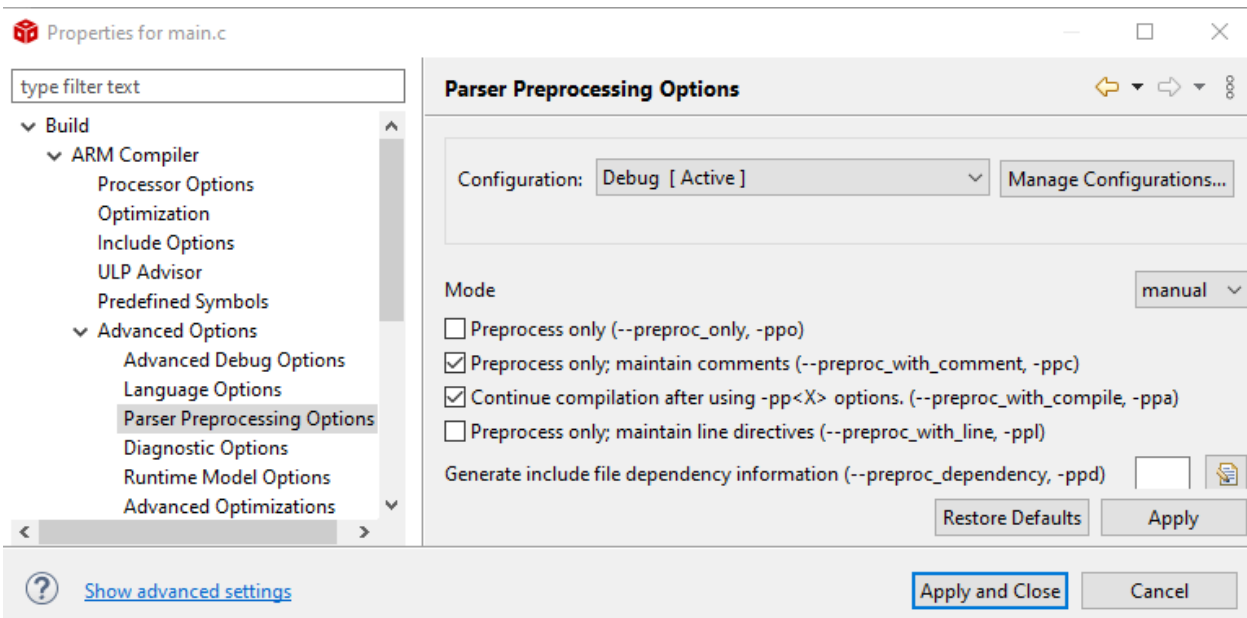 Properties for main.c
type filter text
Build
ARM Compiler
Processor Options
Optimization
Include Options
ULP Advisor
Predefined Symbols
Advanced Options
Advanced Debug Options
Language Options
Parser Preprocessing Options
Diagnostic Options
Runtime Model Options
Advanced Optimizations
Parser Preprocessing Options
Configuration: Debug [ Active ] Manage Configurations...
Mode manual
Preprocess only (--preproc_only, -ppo)
Preprocess only; maintain comments (--preproc_with_comment, -ppc)
Continue compilation after using -pp<X> options. (--preproc_with_compile, -ppa)
Preprocess only; maintain line directives (--preproc_with_line, -ppl)
Generate include file dependency information (--preproc_dependency, -ppd)
Restore Defaults Apply
Show advanced settings Apply and Close Cancel